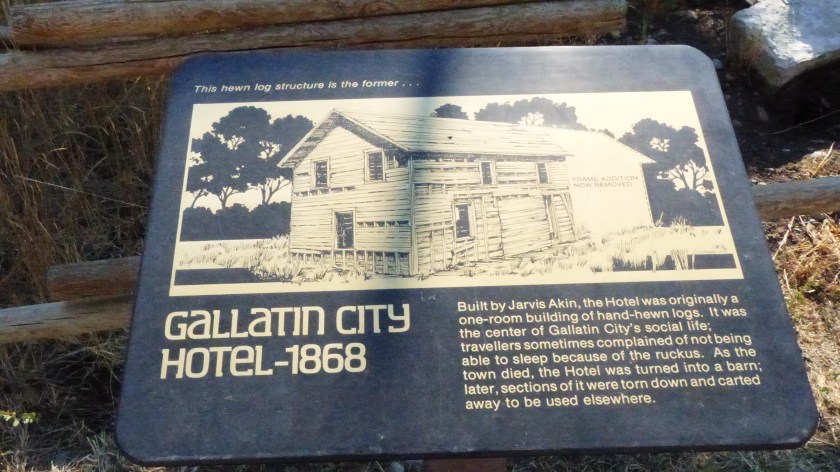 This hewn log structure is the former . . .
FRAME ADDITION
NOW REMOVED
GALLATIN CITY
HOTEL-1868
Built by Jarvis Akin, the Hotel was originally a
one-room building of hand-hewn logs. It was
the center of Gallatin City's social life;
travellers sometimes complained of not being
able to sleep because of the ruckus. As the
town died, the Hotel was turned into a barn;
later, sections of it were torn down and carted
away to be used elsewhere.